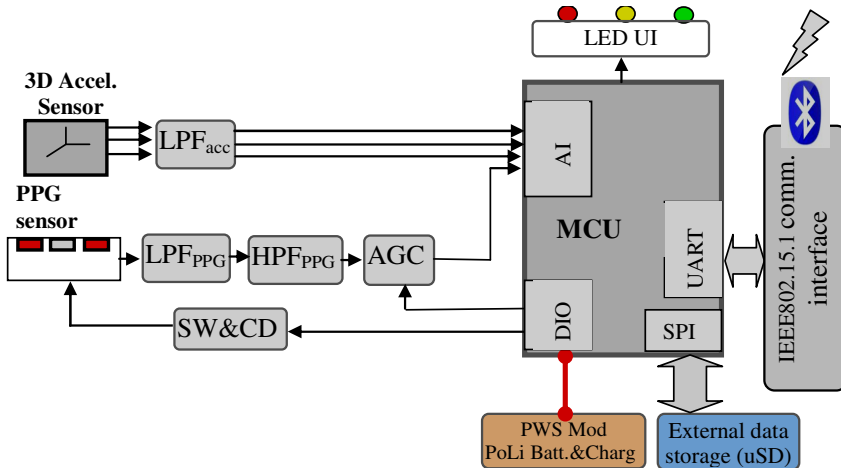 LED UI
3D Accel.
Sensor
LPFacc
AI
PPG
sensor
LPFPPG
HPFPPG
AGC
MCU
UART
IEEE802.15.1 comm.
interface
DIO
SW&CD
SPI
PWS Mod
PoLi Batt.&Charg
External data
storage (uSD)